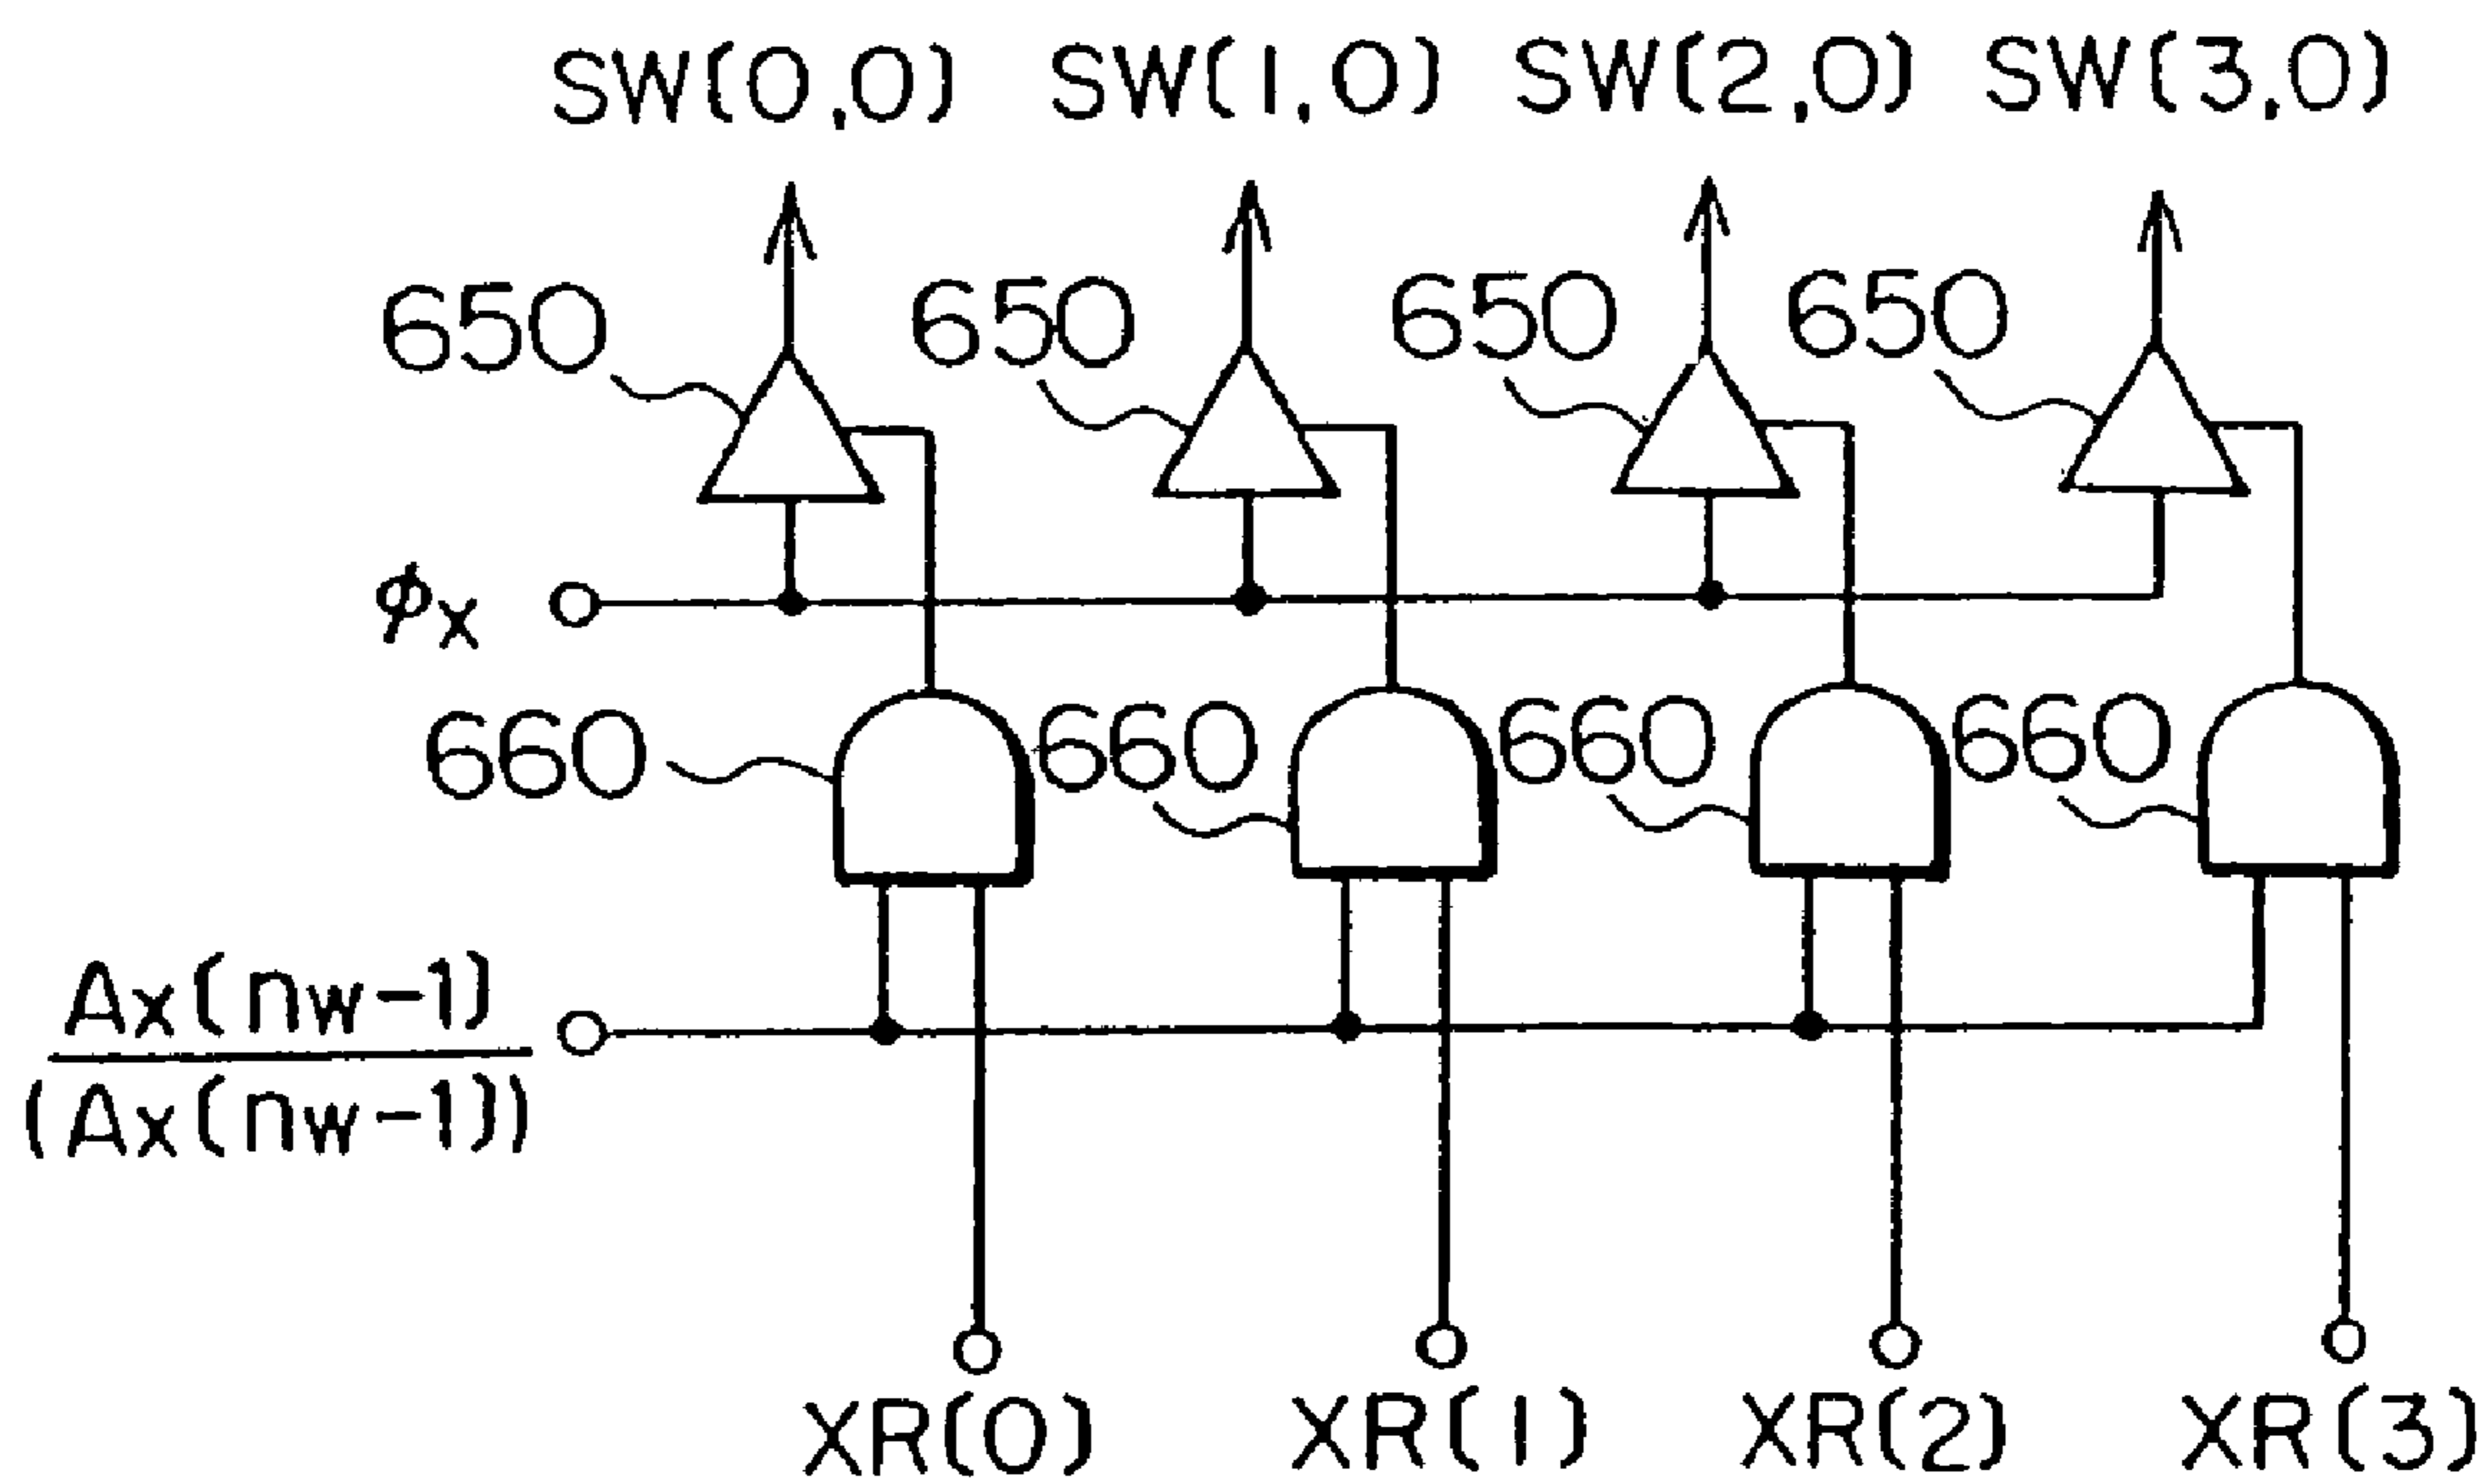 SW(0,0) SW(1,0) SW(2,0) SW(3,0)
650 650 650 650
φx
660 660 660 660
Ax(nw-1)
(Ax(nw-1))
XR(0) XR(1) XR(2) XR(3)